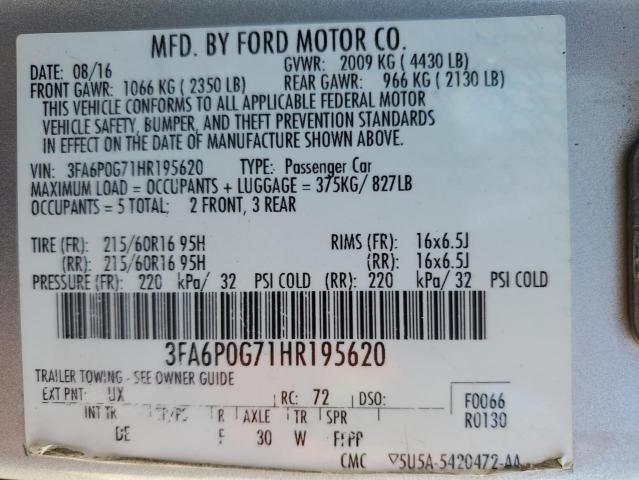 MFD. BY FORD MOTOR CO.
DATE: 08/16 GVWR: 2009 KG ( 4430 LB)
FRONT GAWR: 1066 KG ( 2350 LB) REAR GAWR: 966 KG ( 2130 LB)
THIS VEHICLE CONFORMS TO ALL APPLICABLE FEDERAL MOTOR
VEHICLE SAFETY, BUMPER, AND THEFT PREVENTION STANDARDS
IN EFFECT ON THE DATE OF MANUFACTURE SHOWN ABOVE.
VIN: 3FA6P0G71HR195620 TYPE: Passenger Car
MAXIMUM LOAD = OCCUPANTS + LUGGAGE = 375KG/ 827LB
OCCUPANTS = 5 TOTAL; 2 FRONT, 3 REAR
TIRE (FR): 215/60R16 95H RIMS (FR): 16x6.5J
(RR): 215/60R16 95H (RR): 16x6.5J
PRESSURE (FR): 220 kPa/ 32 PSI COLD (RR): 220 kPa/ 32 PSI COLD
3FA6P0G71HR195620
TRAILER TOWING - SEE OWNER GUIDE
EXT PNT: UX RC: 72 DSO: F0066
INT TR TP/PS R AXLE TR SPR R0130
DE F 30 W
CMC ▽5U5A-5420472-AA